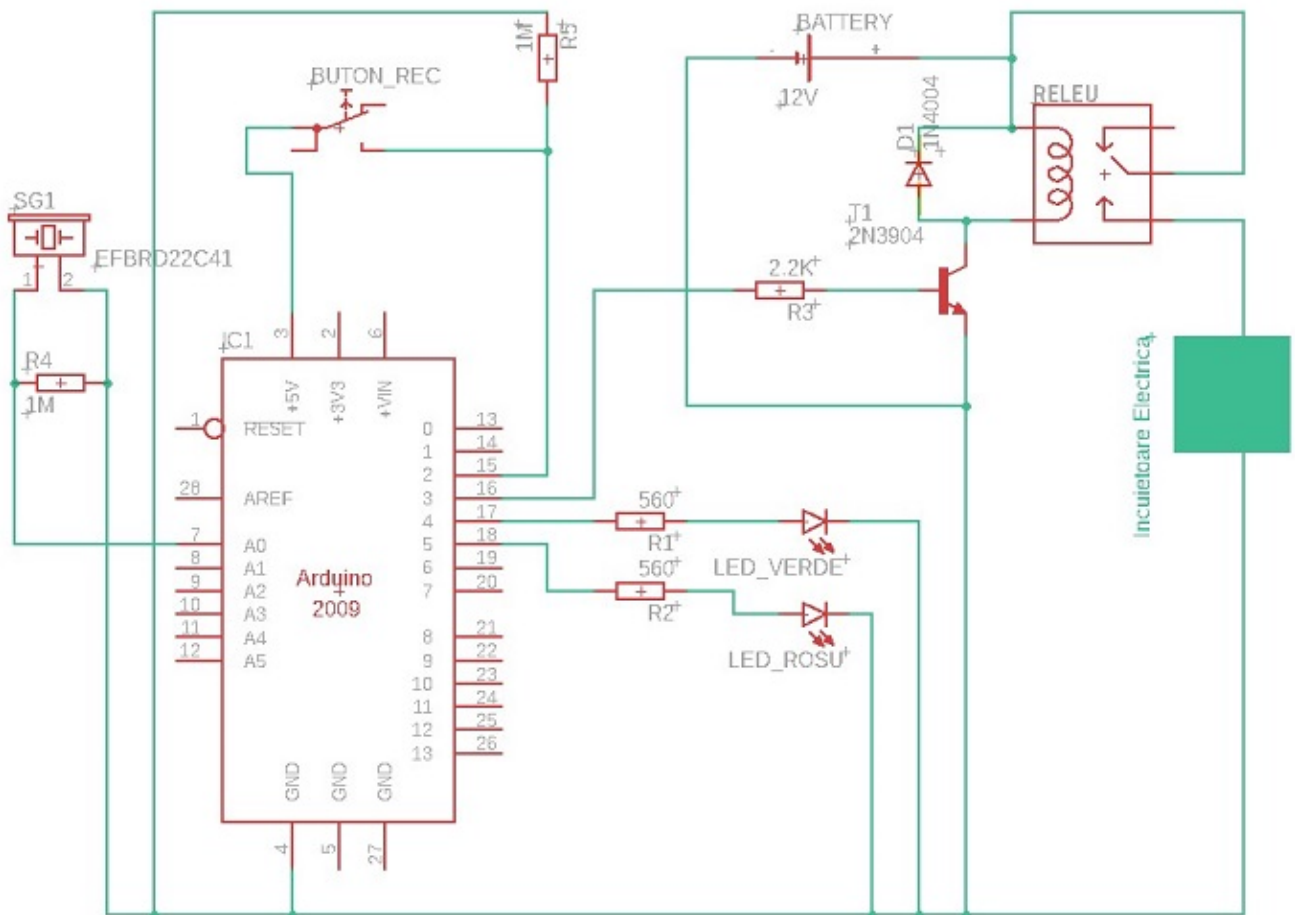 1M
R5
BATTERY
-
+
12V
BUTON_REC
D1
1N4004
RELEU
SG1
EFBRD22C41
1
2
T1
2N3904
2.2K
R3
R4
1M
IC1
3
2
6
+5V
+3V3
+VIN
1
RESET
28
AREF
7
A0
8
A1
9
A2
10
A3
11
A4
12
A5
Arduino
2009
0
13
1
14
2
15
3
16
4
17
5
18
6
19
7
20
8
21
9
22
10
23
11
24
12
25
13
26
GND
GND
GND
4
5
27
560
R1
LED_VERDE
560
R2
LED_ROSU
Incuietoare Electrica